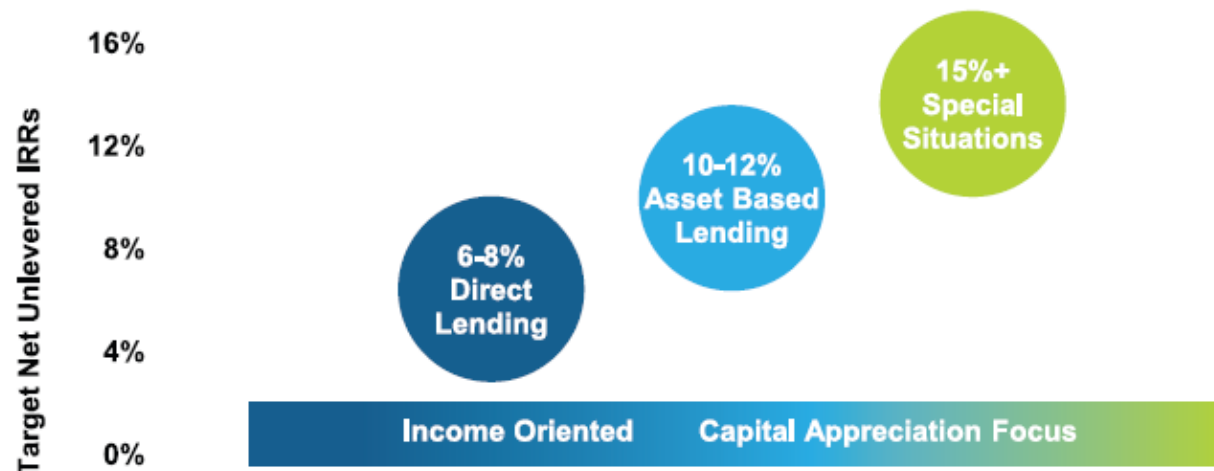 Target Net Unlevered IRRs
16%
12%
8%
4%
0%
15%+
Special
Situations
10-12%
Asset Based
Lending
6-8%
Direct
Lending
Income Oriented
Capital Appreciation Focus